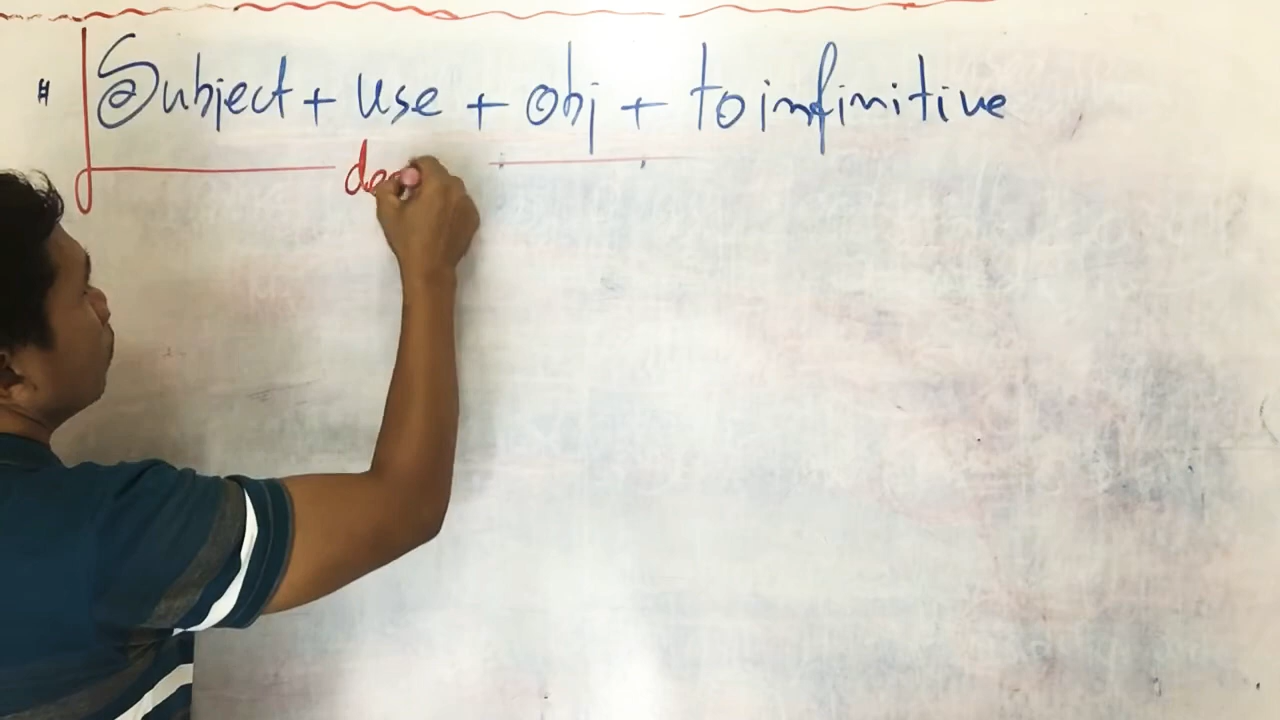 # Subject + use + obj + to infinitive